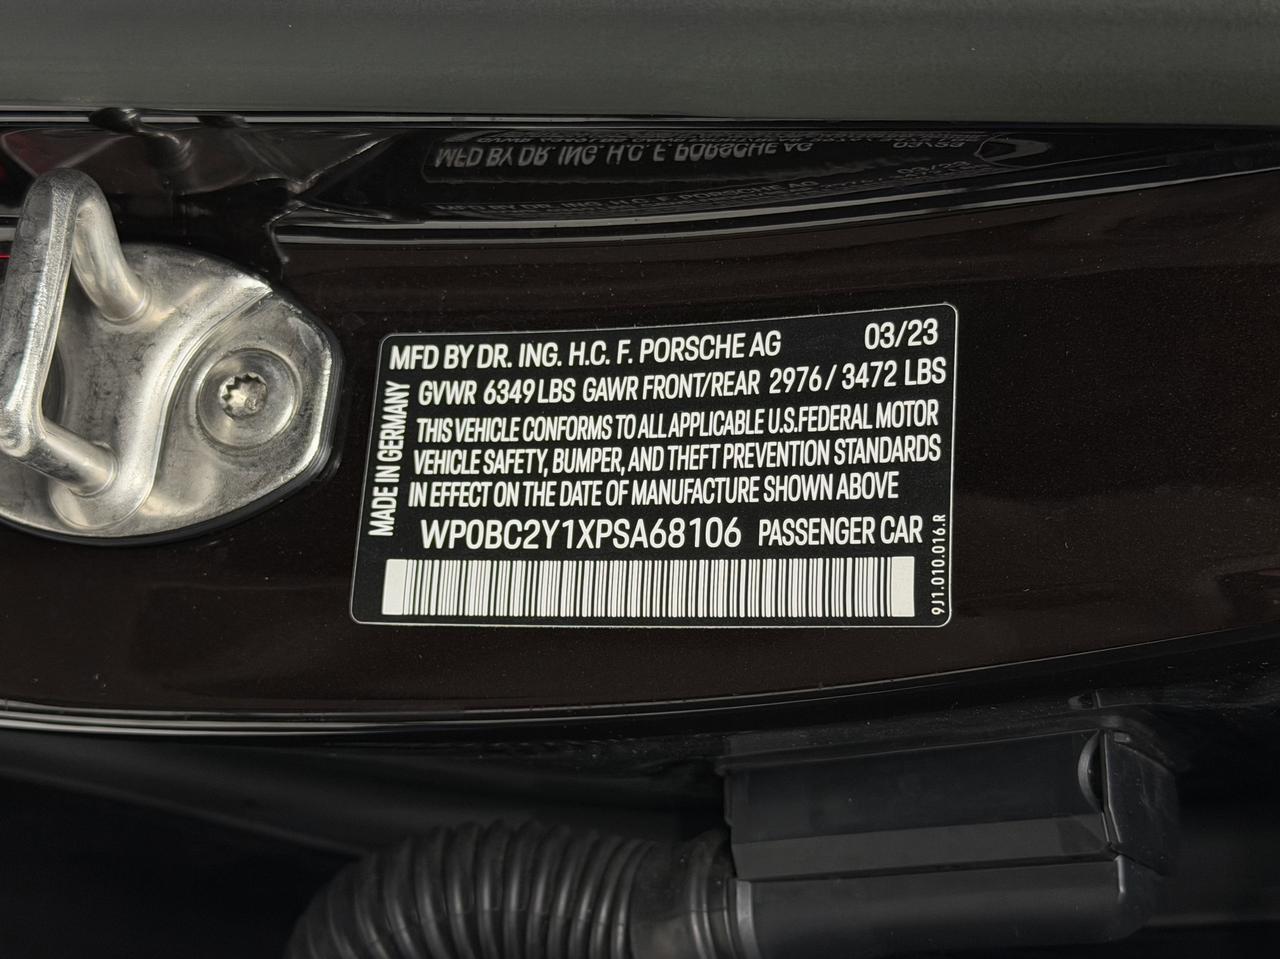 MFD BY DR. ING. H.C. F. PORSCHE AG 03/23
GVWR 6349 LBS GAWR FRONT/REAR 2976 / 3472 LBS
THIS VEHICLE CONFORMS TO ALL APPLICABLE U.S.FEDERAL MOTOR
VEHICLE SAFETY, BUMPER, AND THEFT PREVENTION STANDARDS
IN EFFECT ON THE DATE OF MANUFACTURE SHOWN ABOVE
WP0BC2Y1XPSA68106 PASSENGER CAR
MADE IN GERMANY
9J1.010.016.R